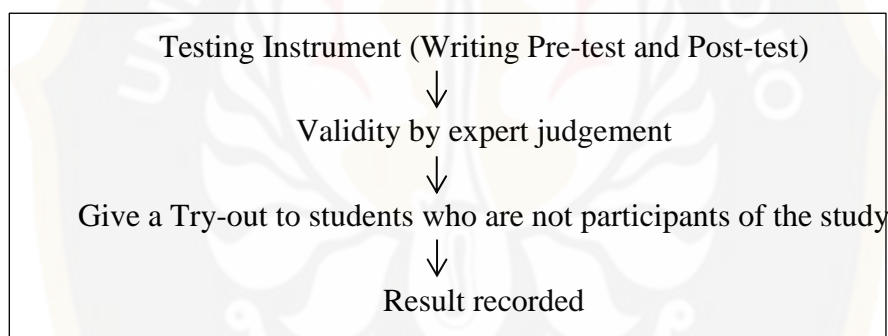 Testing Instrument (Writing Pre-test and Post-test)
Validity by expert judgement
Give a Try-out to students who are not participants of the study
Result recorded